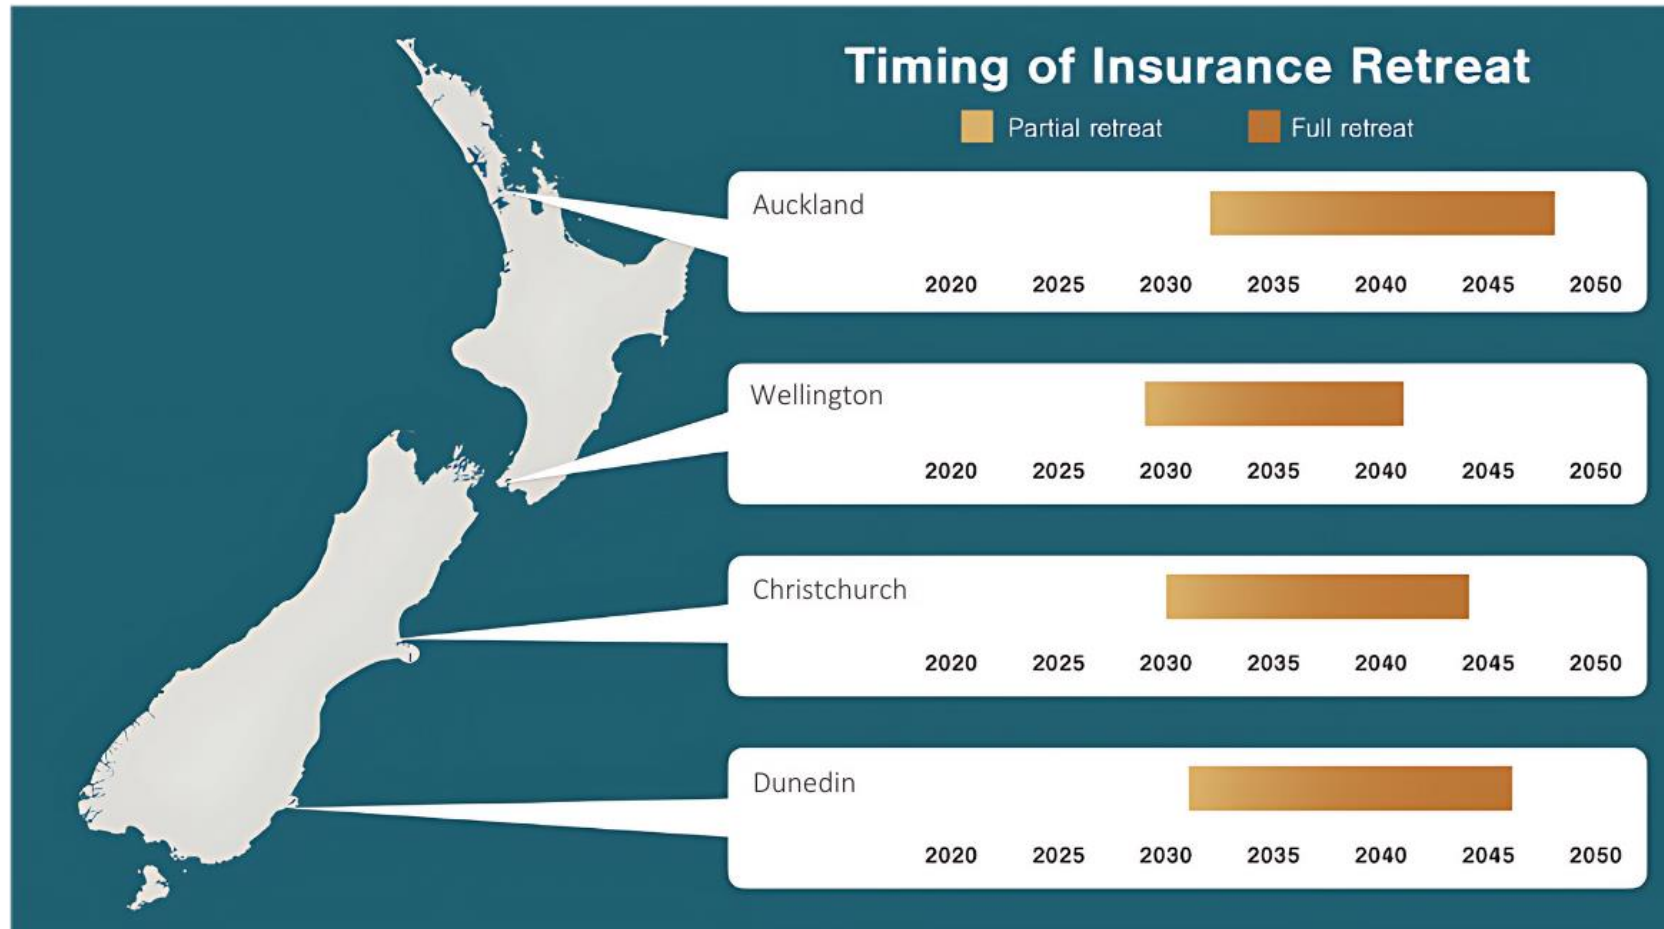 Timing of Insurance Retreat
Partial retreat Full retreat
Auckland
2020 2025 2030 2035 2040 2045 2050
Wellington
2020 2025 2030 2035 2040 2045 2050
Christchurch
2020 2025 2030 2035 2040 2045 2050
Dunedin
2020 2025 2030 2035 2040 2045 2050